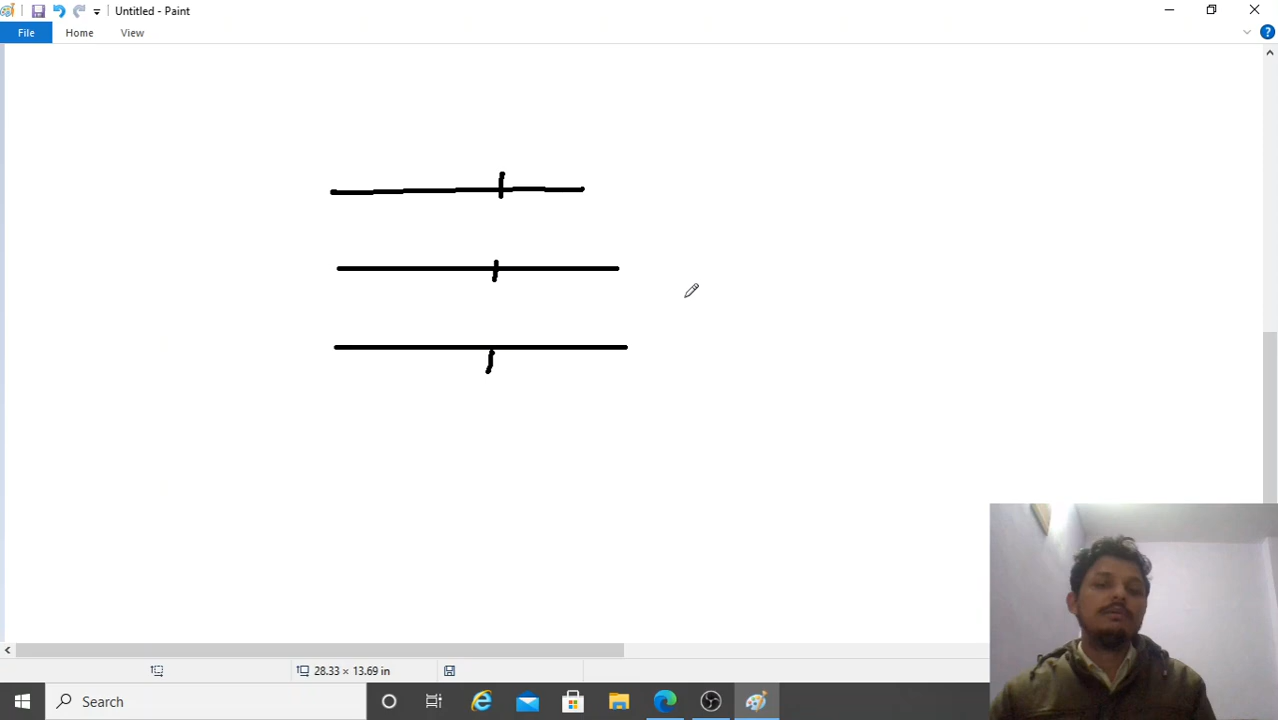 Untitled - Paint
File Home View
28.33 × 13.69 in
Search